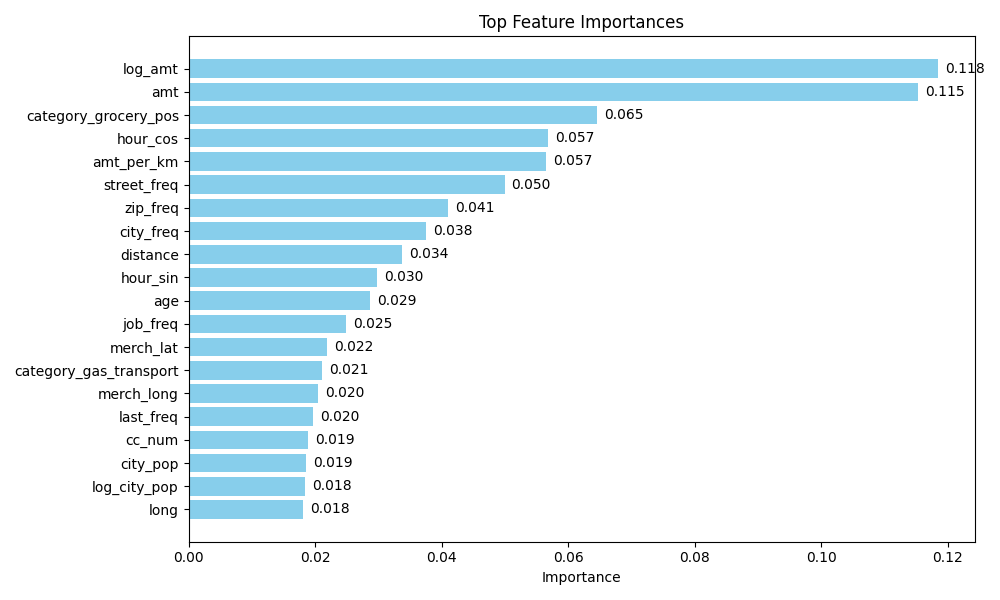 Top Feature Importances
log_amt 0.118
amt 0.115
category_grocery_pos 0.065
hour_cos 0.057
amt_per_km 0.057
street_freq 0.050
zip_freq 0.041
city_freq 0.038
distance 0.034
hour_sin 0.030
age 0.029
job_freq 0.025
merch_lat 0.022
category_gas_transport 0.021
merch_long 0.020
last_freq 0.020
cc_num 0.019
city_pop 0.019
log_city_pop 0.018
long 0.018
0.00 0.02 0.04 0.06 0.08 0.10 0.12
Importance